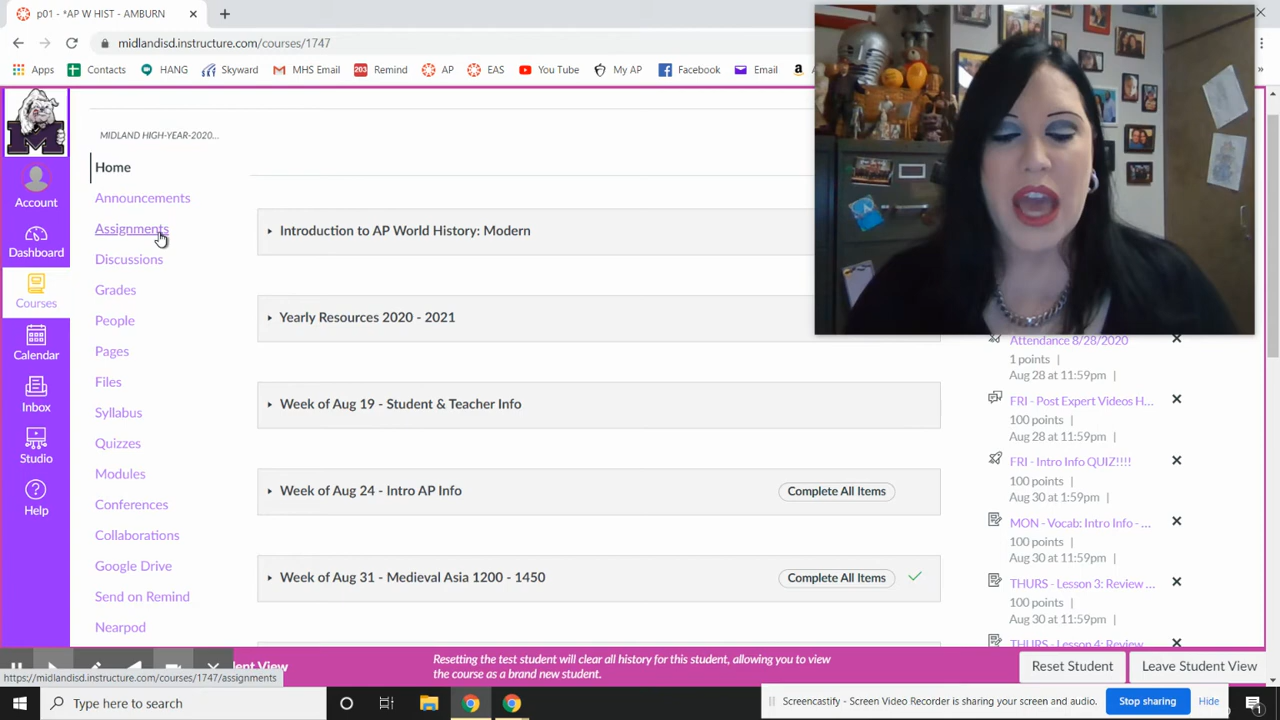 p01 - *AP W HIST - AMBURN
midlandisd.instructure.com/courses/1747
Apps
Contacts
HANG
Skyward
MHS Email
203
Remind
AP
EAS
You Tube
My AP
Facebook
Email
MIDLAND HIGH-YEAR-2020...
Home
Announcements
Assignments
Discussions
Grades
People
Pages
Files
Syllabus
Quizzes
Modules
Conferences
Collaborations
Google Drive
Send on Remind
Nearpod
M
Account
Dashboard
Courses
Calendar
Inbox
Studio
Help
Introduction to AP World History: Modern
Yearly Resources 2020 - 2021
Week of Aug 19 - Student & Teacher Info
Week of Aug 24 - Intro AP Info
Complete All Items
Week of Aug 31 - Medieval Asia 1200 - 1450
Complete All Items
Attendance 8/28/2020
1 points |
Aug 28 at 11:59pm |
FRI - Post Expert Videos H...
100 points |
Aug 28 at 11:59pm |
FRI - Intro Info QUIZ!!!!
100 points |
Aug 30 at 1:59pm |
MON - Vocab: Intro Info - ...
100 points |
Aug 30 at 11:59pm |
THURS - Lesson 3: Review ...
100 points |
Aug 30 at 11:59pm |
THURS - Lesson 4: Review
dent View
Resetting the test student will clear all history for this student, allowing you to view
the course as a brand new student.
Reset Student
Leave Student View
https://midlandisd.instructure.com/courses/1747/assignments
Type here to search
Screencastify - Screen Video Recorder is sharing your screen and audio.
Stop sharing
Hide
1